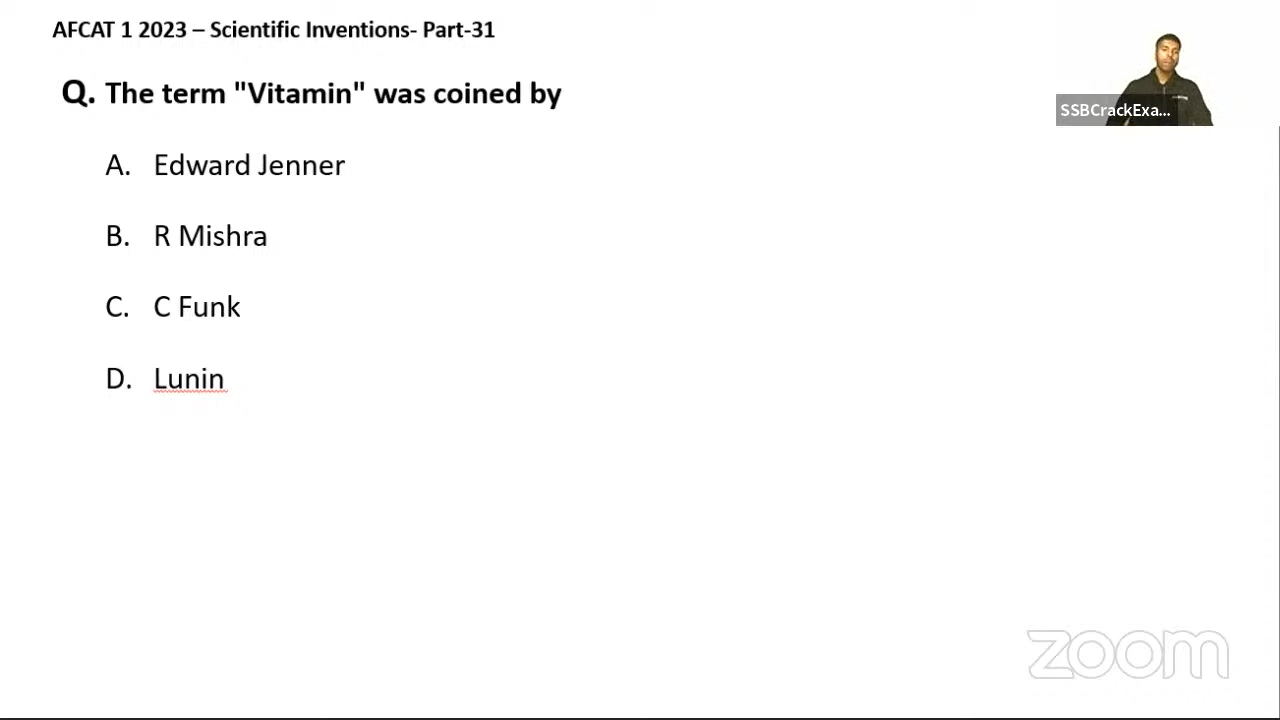 AFCAT 1 2023 – Scientific Inventions- Part-31
Q. The term "Vitamin" was coined by
SSBCrackExa...
A. Edward Jenner
B. R Mishra
C. C Funk
D. Lunin
zoom